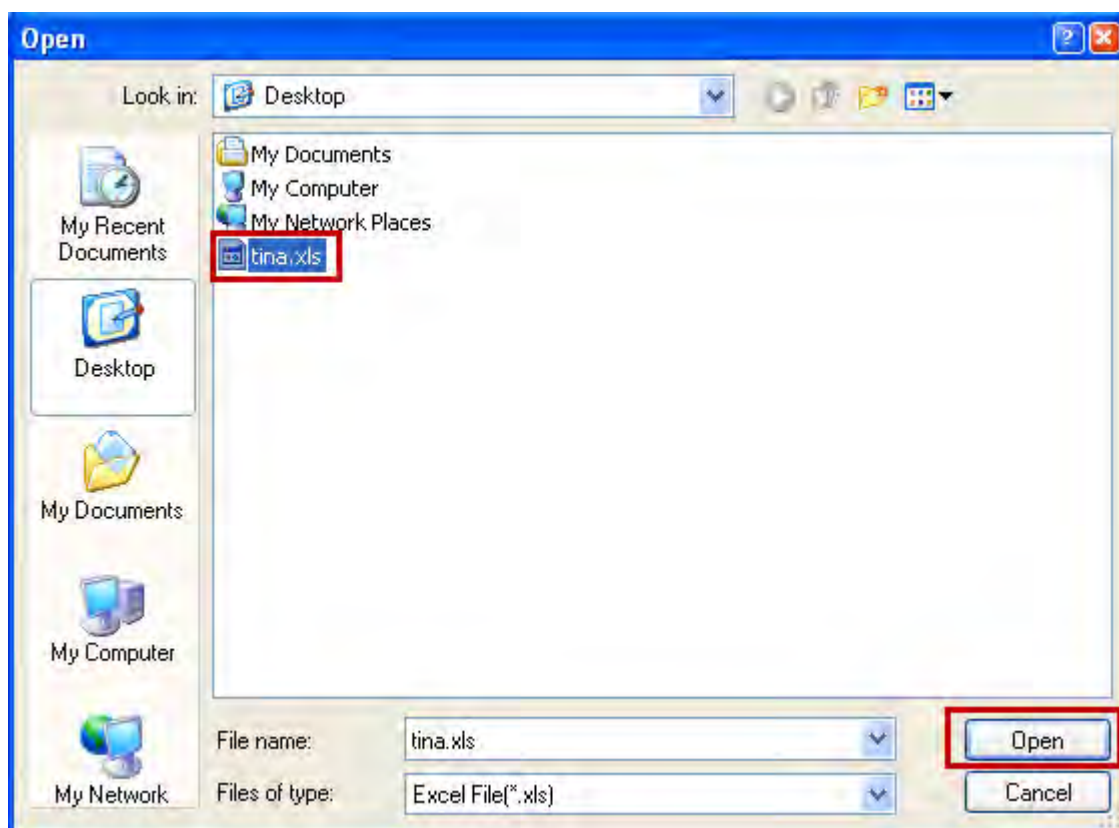 Open
Look in:
Desktop
My Documents
My Computer
My Network Places
tina.xls
My Recent
Documents
Desktop
My Documents
My Computer
My Network
File name:
tina.xls
Open
Files of type:
Excel File(*.xls)
Cancel